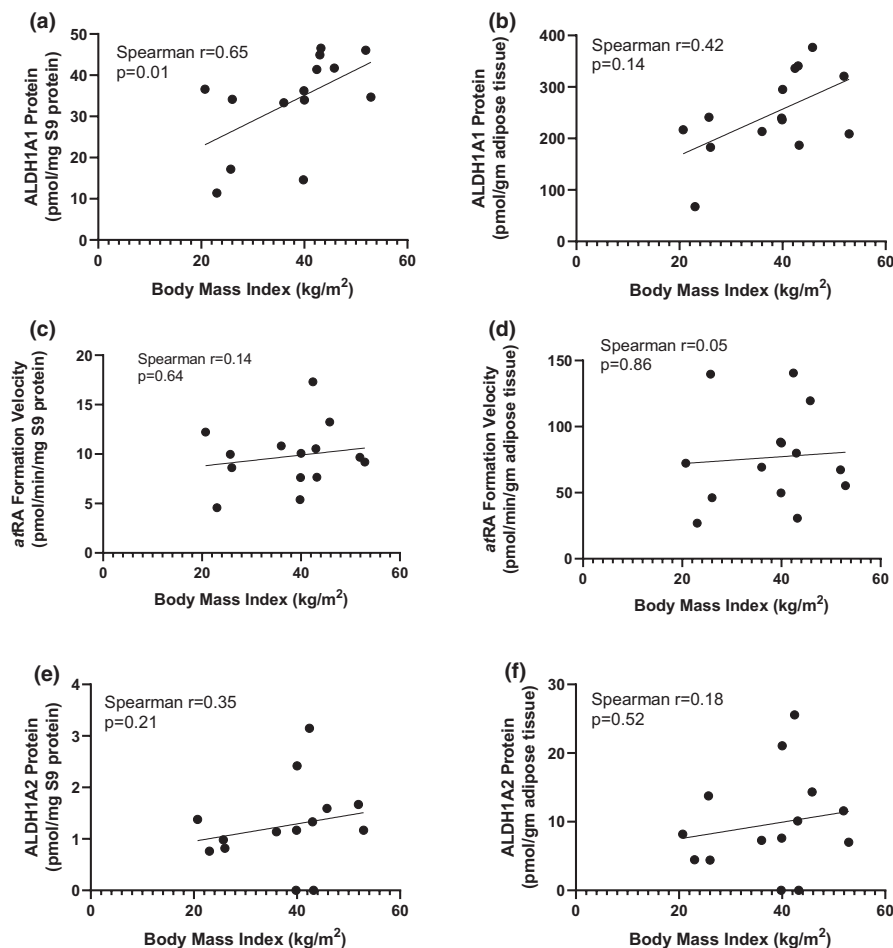 (a)
Spearman r=0.65
p=0.01
ALDH1A1 Protein
(pmol/mg S9 protein)
50
40
30
20
10
0
0 20 40 60
Body Mass Index (kg/m²)
(b)
Spearman r=0.42
p=0.14
ALDH1A1 Protein
(pmol/gm adipose tissue)
400
300
200
100
0
0 20 40 60
Body Mass Index (kg/m²)
(c)
Spearman r=0.14
p=0.64
atRA Formation Velocity
(pmol/min/mg S9 protein)
20
15
10
5
0
0 20 40 60
Body Mass Index (kg/m²)
(d)
Spearman r=0.05
p=0.86
atRA Formation Velocity
(pmol/min/gm adipose tissue)
150
100
50
0
0 20 40 60
Body Mass Index (kg/m²)
(e)
Spearman r=0.35
p=0.21
ALDH1A2 Protein
(pmol/mg S9 protein)
4
3
2
1
0
0 20 40 60
Body Mass Index (kg/m²)
(f)
Spearman r=0.18
p=0.52
ALDH1A2 Protein
(pmol/gm adipose tissue)
30
20
10
0
0 20 40 60
Body Mass Index (kg/m²)